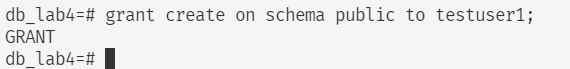 db_lab4=# grant create on schema public to testuser1;
GRANT
db_lab4=#